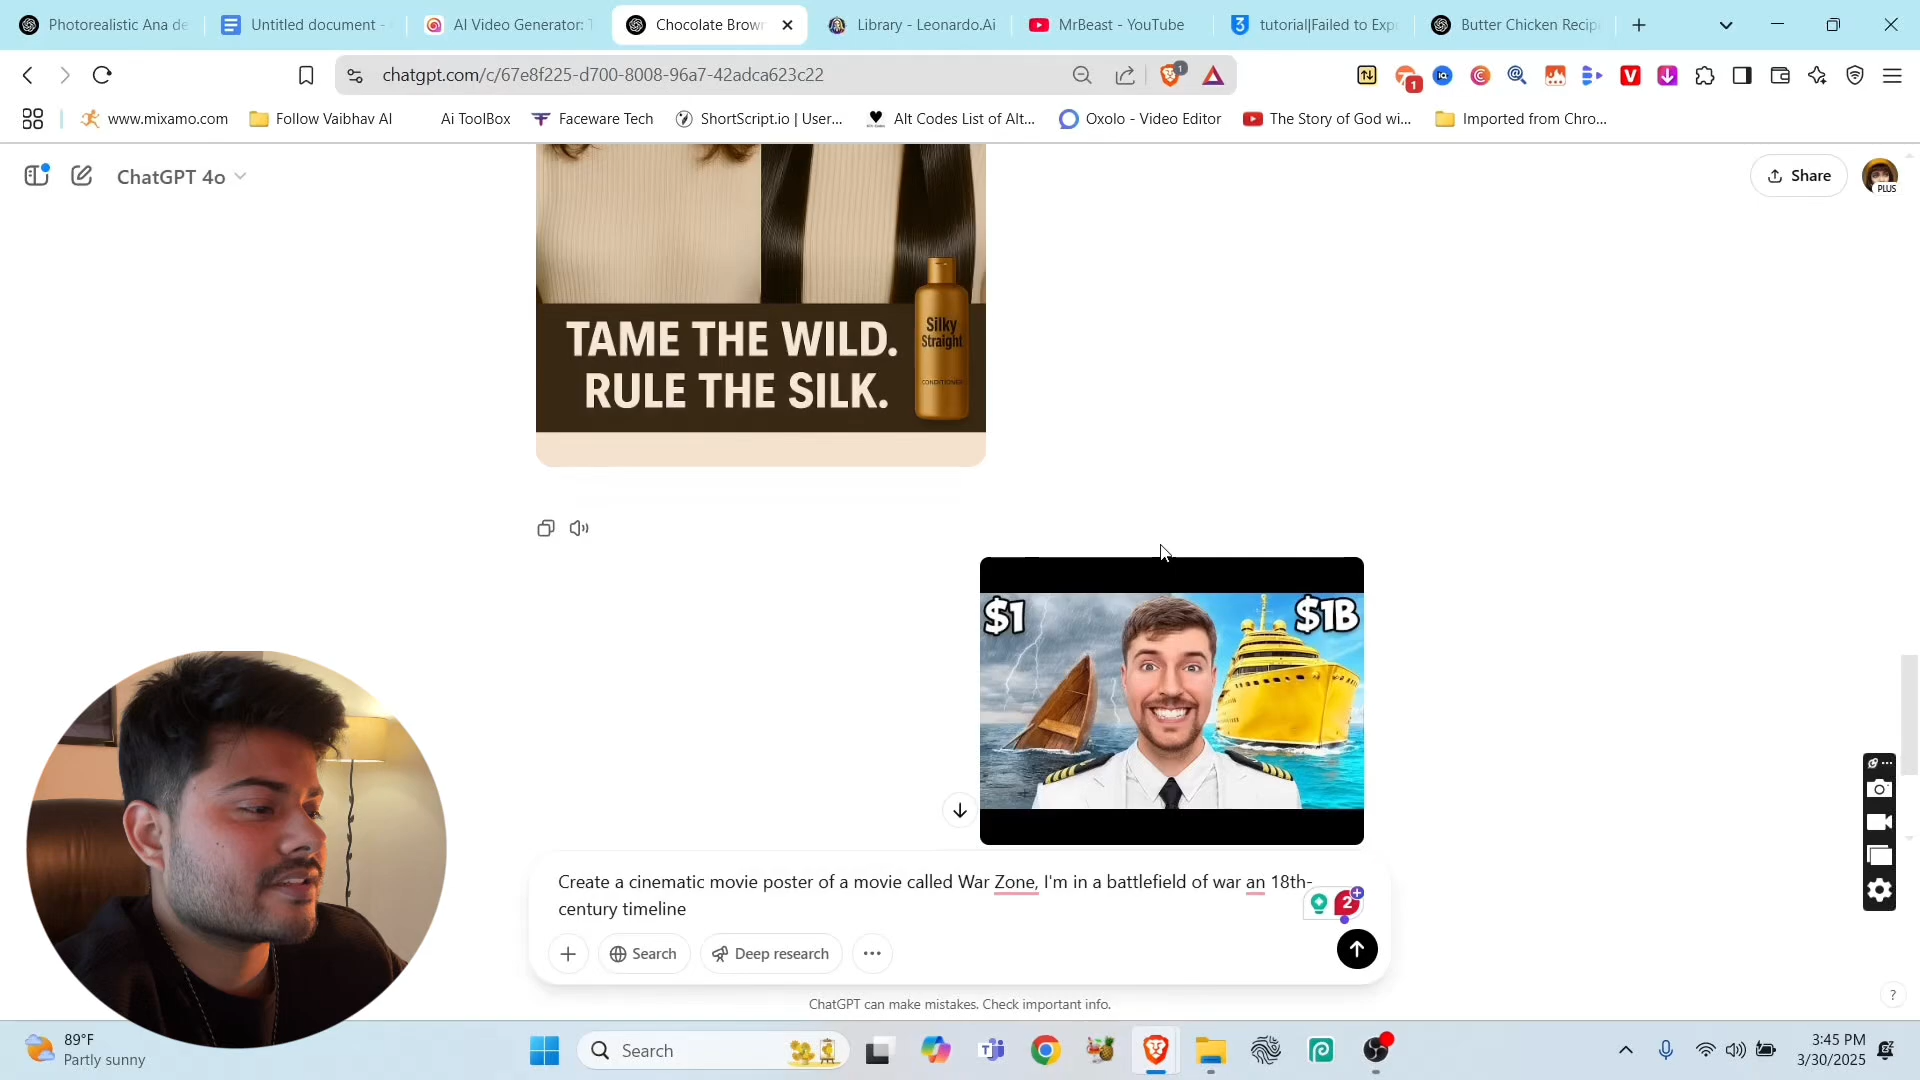 Photorealistic Ana de
Untitled document -
AI Video Generator: T
Chocolate Brow
Library - Leonardo.Ai
MrBeast - YouTube
tutorial|Failed to Exp
Butter Chicken Recip
chatgpt.com/c/67e8f225-d700-8008-96a7-42adca623c22
1
1
www.mixamo.com
Follow Vaibhav AI
Ai ToolBox
Faceware Tech
ShortScript.io | User...
Alt Codes List of Alt...
Oxolo - Video Editor
The Story of God wi...
Imported from Chro...
ChatGPT 4o
Share
PLUS
Silky
Straight
CONDITIONER
TAME THE WILD.
RULE THE SILK.
$1
$1B
Create a cinematic movie poster of a movie called War Zone, I'm in a battlefield of war an 18th-
century timeline
2
Search
Deep research
ChatGPT can make mistakes. Check important info.
?
89°F
Partly sunny
Search
3:45 PM
3/30/2025